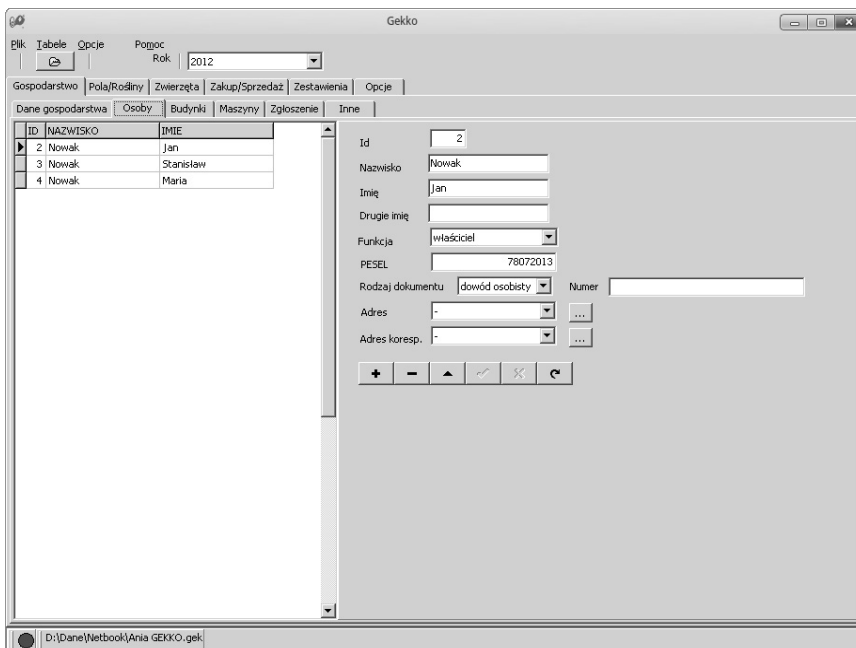 Gekko
Plik Tabele Opcje Pomoc
Rok 2012
Gospodarstwo Pola/Rośliny Zwierzęta Zakup/Sprzedaż Zestawienia Opcje
Dane gospodarstwa Osoby Budynki Maszyny Zgłoszenie Inne
ID NAZWISKO IMIE
2 Nowak Jan
3 Nowak Stanisław
4 Nowak Maria
Id 2
Nazwisko Nowak
Imię Jan
Drugie imię
Funkcja właściciel
PESEL 78072013
Rodzaj dokumentu dowód osobisty Numer
Adres - ...
Adres koresp. - ...
D:\Dane\Netbook\Ania GEKKO.gek